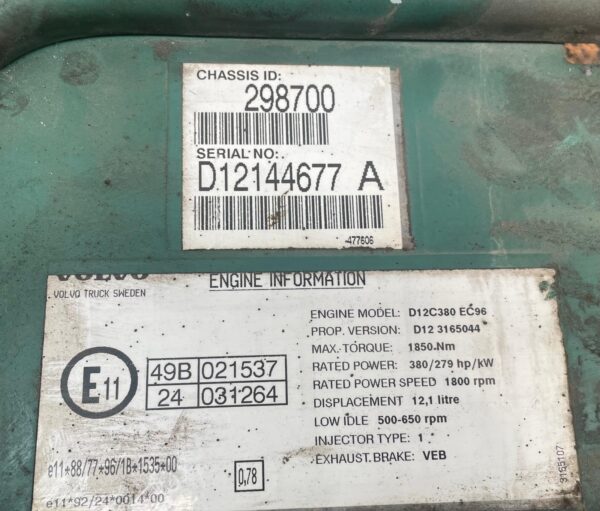 CHASSIS ID:
298700
SERIAL NO:.
D12144677 A
-477606
VOLVO
VOLVO TRUCK SWEDEN
ENGINE INFORMATION
ENGINE MODEL: D12C380 EC96
PROP. VERSION: D12 3165044
MAX. TORQUE: 1850.Nm
RATED POWER: 380/279 hp/kW
RATED POWER SPEED 1800 rpm
DISPLACEMENT 12,1 litre
LOW IDLE 500-650 rpm
INJECTOR TYPE: 1
EXHAUST.BRAKE: VEB
E11
49B 021537
24 031264
e11*88/77*96/1B*1535*00
0,78
e11*92/24*0014*00
9165107